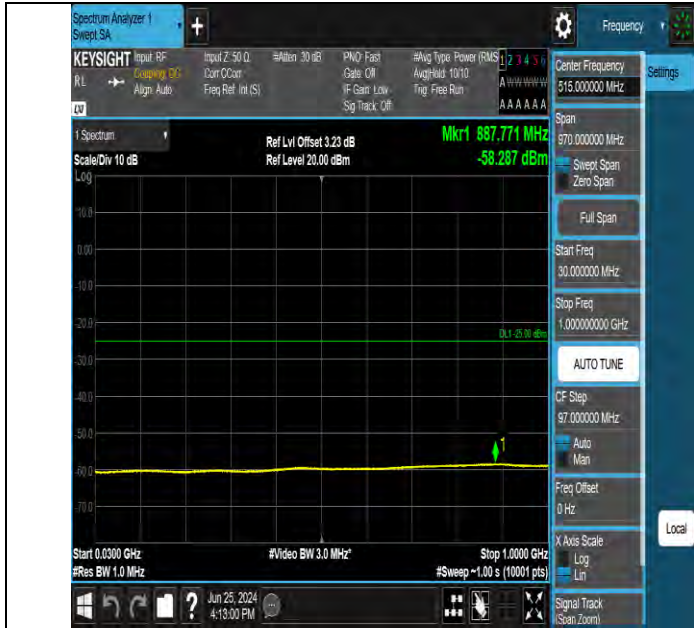 Spectrum Analyzer 1
Swept SA
+
Frequency
KEYSIGHT
RL
LXI
Input: RF
Coupling: DC
Align: Auto
Input Z: 50 Ω
Corr CCorr
Freq Ref: Int (S)
#Atten: 30 dB
PNO: Fast
Gate: Off
IF Gain: Low
Sig Track: Off
#Avg Type: Power (RMS
Avg|Hold: 10/10
Trig: Free Run
1 2 3 4 5 6
A W W W W W
A A A A A A
1 Spectrum
Scale/Div 10 dB
Ref Lvl Offset 3.23 dB
Ref Level 20.00 dBm
Mkr1 887.771 MHz
-58.287 dBm
Log
10.0
0.00
-10.0
-20.0
DL1 -25.00 dBm
-30.0
-40.0
-50.0
1
-60.0
-70.0
Start 0.0300 GHz
#Res BW 1.0 MHz
#Video BW 3.0 MHz*
Stop 1.0000 GHz
#Sweep ~1.00 s (10001 pts)
?
Jun 25, 2024
4:13:00 PM
Center Frequency
515.000000 MHz
Settings
Span
970.000000 MHz
Swept Span
Zero Span
Full Span
Start Freq
30.000000 MHz
Stop Freq
1.000000000 GHz
AUTO TUNE
CF Step
97.000000 MHz
Auto
Man
Freq Offset
0 Hz
Local
X Axis Scale
Log
Lin
Signal Track
(Span Zoom)